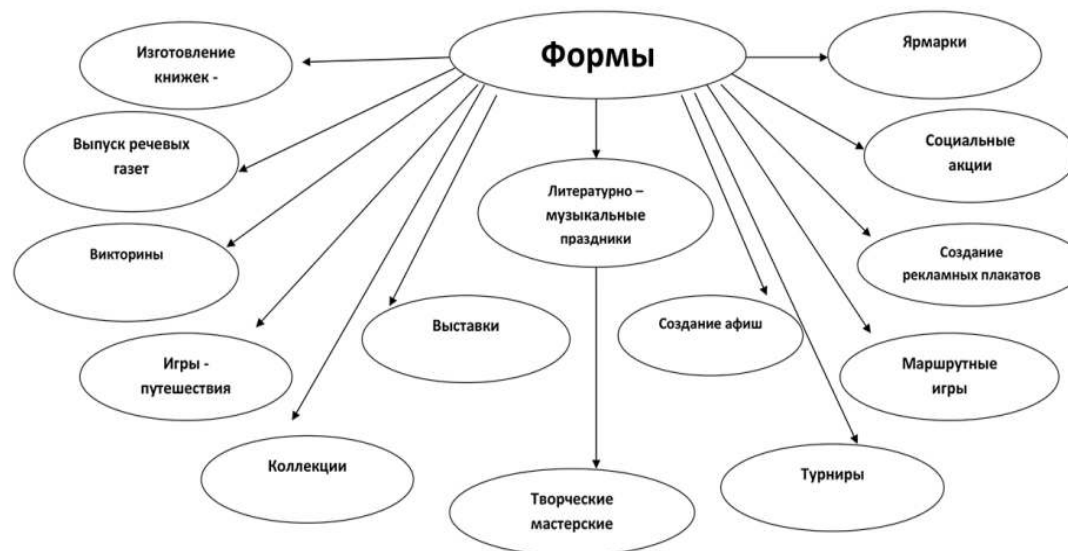 Формы
Изготовление
книжек -
Ярмарки
Выпуск речевых
газет
Социальные
акции
Литературно –
музыкальные
праздники
Викторины
Создание
рекламных плакатов
Выставки
Создание афиш
Игры -
путешествия
Маршрутные
игры
Коллекции
Турниры
Творческие
мастерские